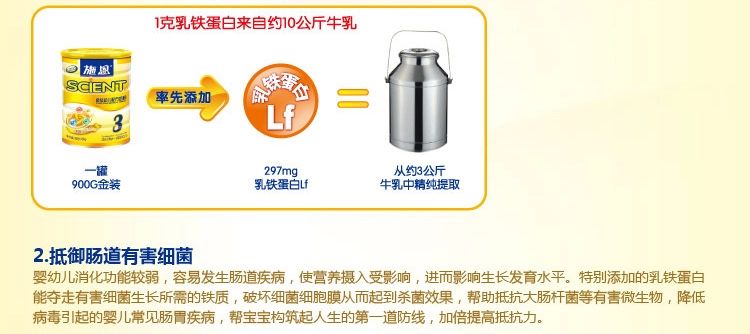 1克乳铁蛋白来自约10公斤牛乳
施恩
SCIENT
3
率先添加
乳铁蛋白
Lf
一罐
900G金装
297mg
乳铁蛋白Lf
从约3公斤
牛乳中精纯提取
2.抵御肠道有害细菌
婴幼儿消化功能较弱，容易发生肠道疾病，使营养摄入受影响，进而影响生长发育水平。特别添加的乳铁蛋白
能夺走有害细菌生长所需的铁质，破坏细菌细胞膜从而起到杀菌效果，帮助抵抗大肠杆菌等有害微生物，降低
病毒引起的婴儿常见肠胃疾病，帮宝宝构筑起人生的第一道防线，加倍提高抵抗力。